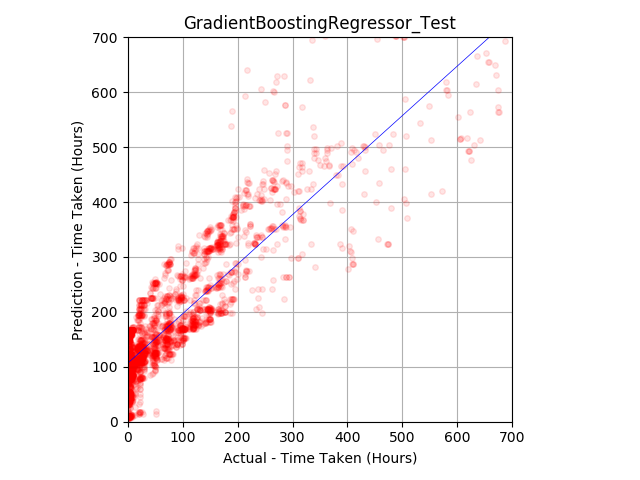 GradientBoostingRegressor_Test
700
600
500
400
300
200
100
0
Prediction - Time Taken (Hours)
0 100 200 300 400 500 600 700
Actual - Time Taken (Hours)